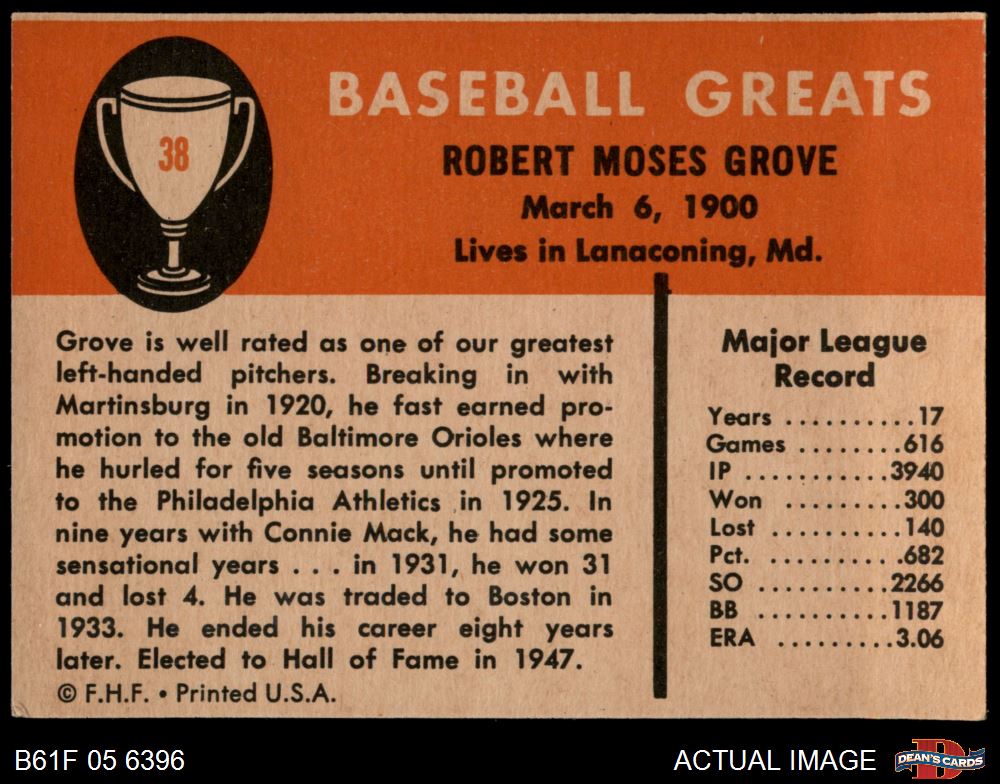 38
BASEBALL GREATS
ROBERT MOSES GROVE
March 6, 1900
Lives in Lanaconing, Md.
Grove is well rated as one of our greatest
left-handed pitchers. Breaking in with
Martinsburg in 1920, he fast earned pro-
motion to the old Baltimore Orioles where
he hurled for five seasons until promoted
to the Philadelphia Athletics in 1925. In
nine years with Connie Mack, he had some
sensational years . . . in 1931, he won 31
and lost 4. He was traded to Boston in
1933. He ended his career eight years
later. Elected to Hall of Fame in 1947.
© F.H.F. • Printed U.S.A.
Major League
Record
Years ..........17
Games ........616
IP ...........3940
Won .........300
Lost ..........140
Pct. ..........682
SO ..........2266
BB ..........1187
ERA .........3.06
B61F 05 6396
ACTUAL IMAGE
D
DEAN'S CARDS